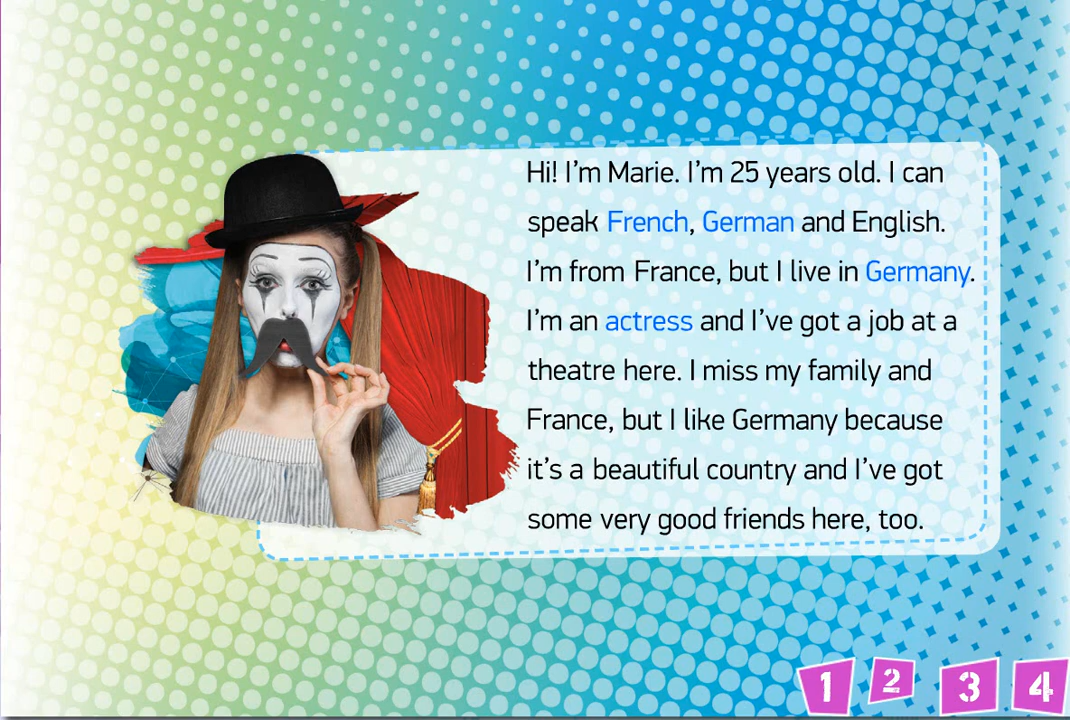 Hi! I'm Marie. I'm 25 years old. I can
speak French, German and English.
I'm from France, but I live in Germany.
I'm an actress and I've got a job at a
theatre here. I miss my family and
France, but I like Germany because
it's a beautiful country and I've got
some very good friends here, too.
1 2 3 4